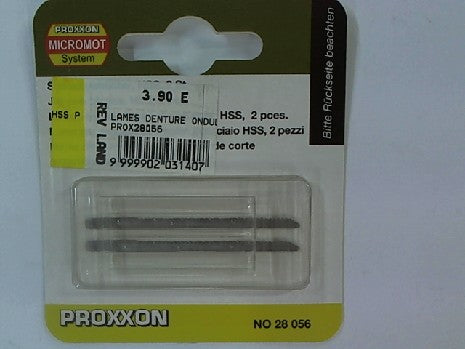 PROXXON
MICROMOT
System
Bitte Rückseite beachten
3.90 E
HSS P
LAMES DENTURE ONDUL
PROX28056
REV LAND
9 999902 031407
HSS, 2 pces.
ciaio HSS, 2 pezzi
de corte
PROXXON
NO 28 056